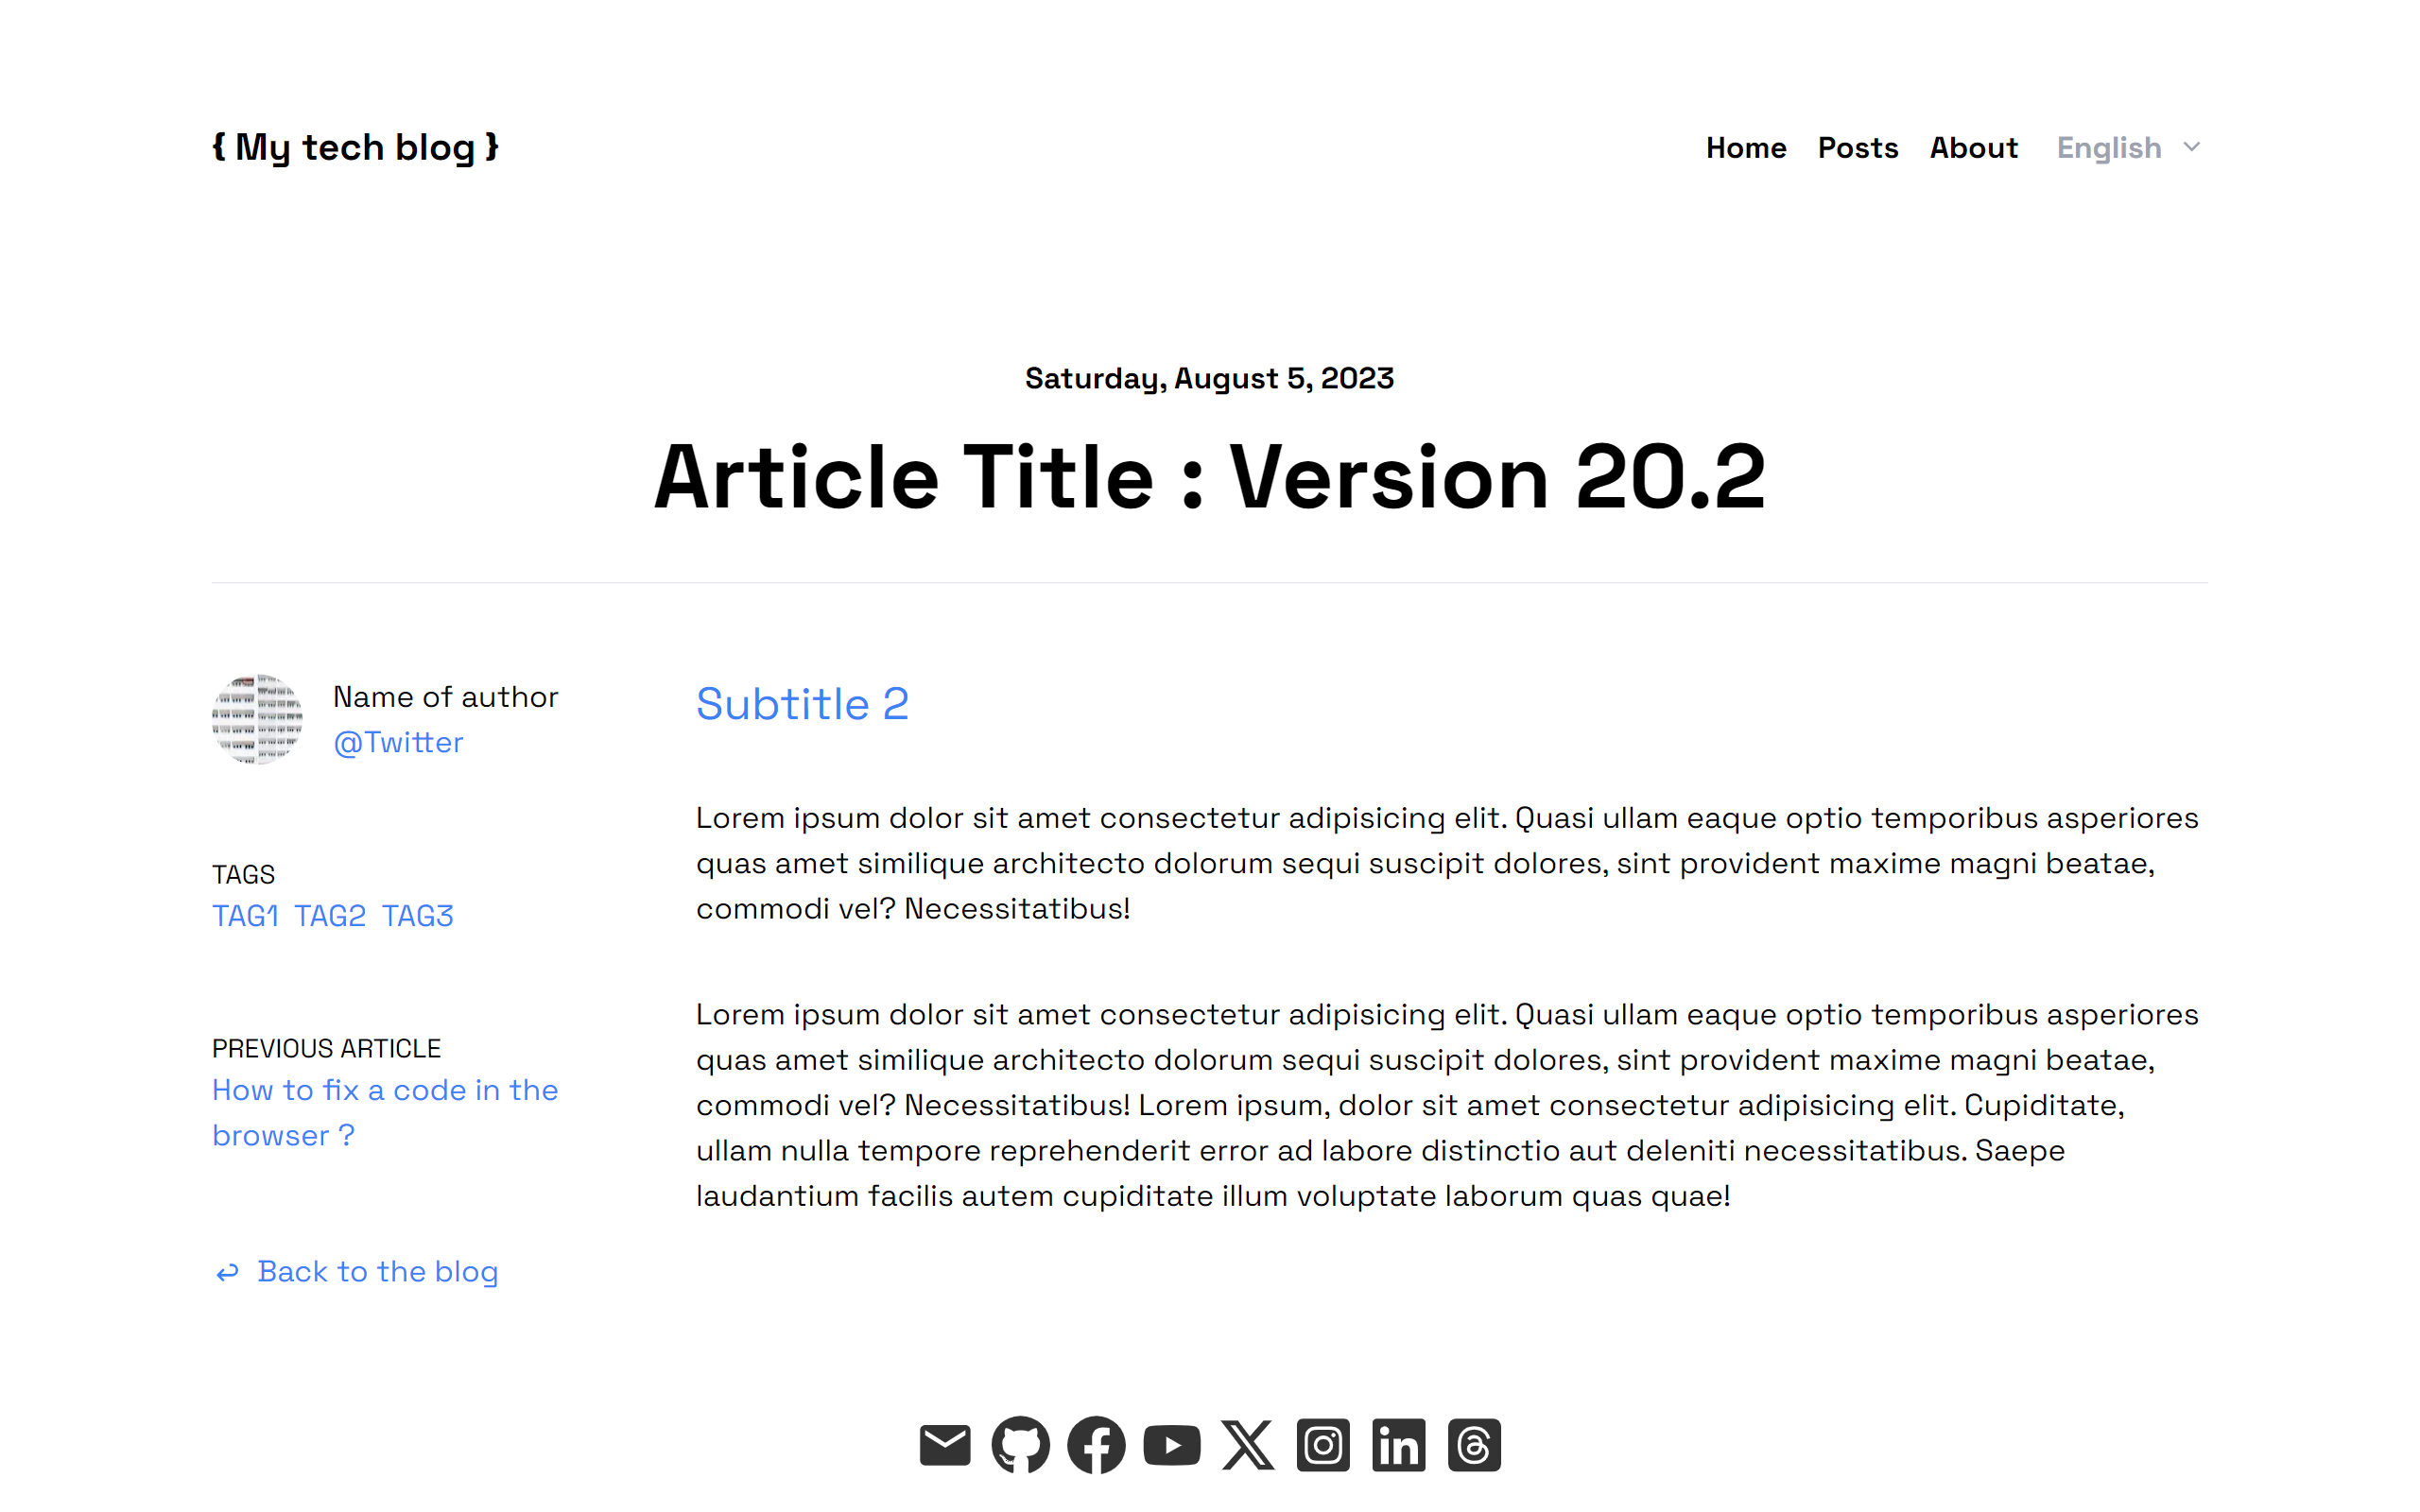 { My tech blog }
Home Posts About English
Saturday, August 5, 2023
Article Title : Version 20.2
Name of author
@Twitter
TAGS
TAG1 TAG2 TAG3
PREVIOUS ARTICLE
How to fix a code in the
browser ?
Back to the blog
Subtitle 2
Lorem ipsum dolor sit amet consectetur adipisicing elit. Quasi ullam eaque optio temporibus asperiores
quas amet similique architecto dolorum sequi suscipit dolores, sint provident maxime magni beatae,
commodi vel? Necessitatibus!
Lorem ipsum dolor sit amet consectetur adipisicing elit. Quasi ullam eaque optio temporibus asperiores
quas amet similique architecto dolorum sequi suscipit dolores, sint provident maxime magni beatae,
commodi vel? Necessitatibus! Lorem ipsum, dolor sit amet consectetur adipisicing elit. Cupiditate,
ullam nulla tempore reprehenderit error ad labore distinctio aut deleniti necessitatibus. Saepe
laudantium facilis autem cupiditate illum voluptate laborum quas quae!